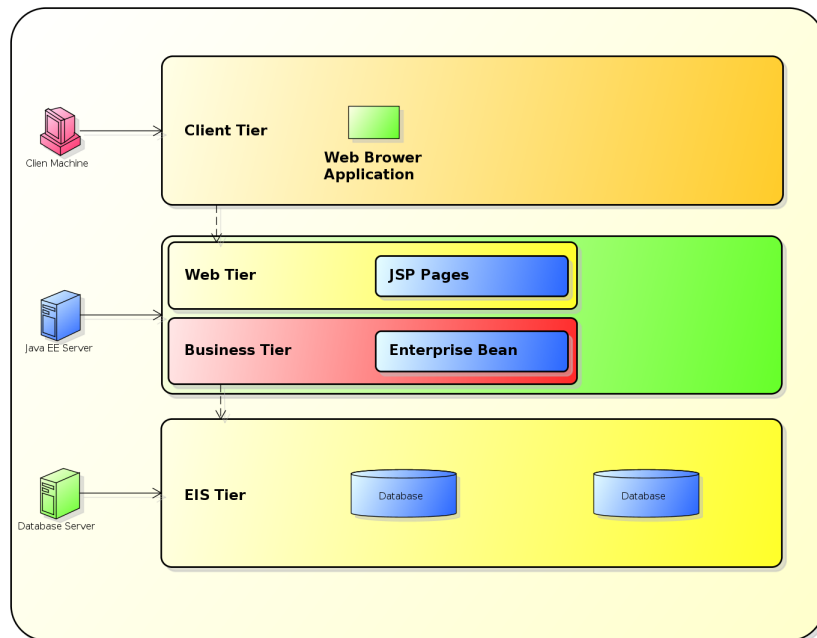 Client Tier
Web Brower
Application
Clien Machine
Web Tier
JSP Pages
Java EE Server
Business Tier
Enterprise Bean
EIS Tier
Database
Database
Database Server